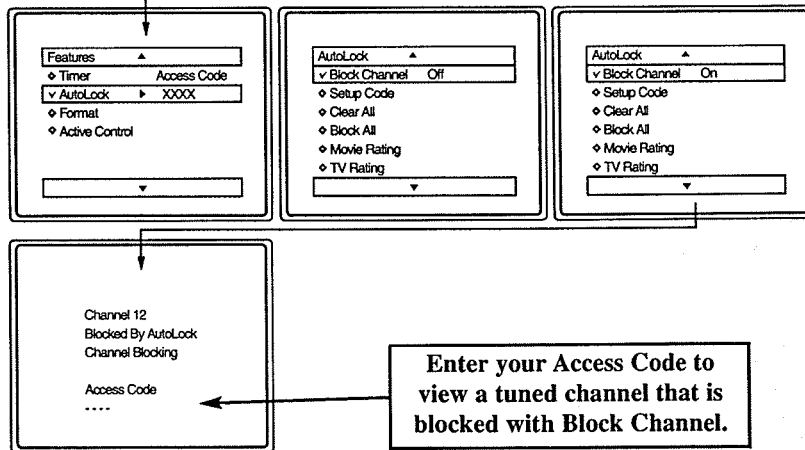 Features ▲
◆ Timer Access Code
✓ AutoLock ▶ XXXX
◆ Format
◆ Active Control
▼
AutoLock ▲
✓ Block Channel Off
◆ Setup Code
◆ Clear All
◆ Block All
◆ Movie Rating
◆ TV Rating
▼
AutoLock ▲
✓ Block Channel On
◆ Setup Code
◆ Clear All
◆ Block All
◆ Movie Rating
◆ TV Rating
▼
Channel 12
Blocked By AutoLock
Channel Blocking
Access Code
- - - -
Enter your Access Code to
view a tuned channel that is
blocked with Block Channel.